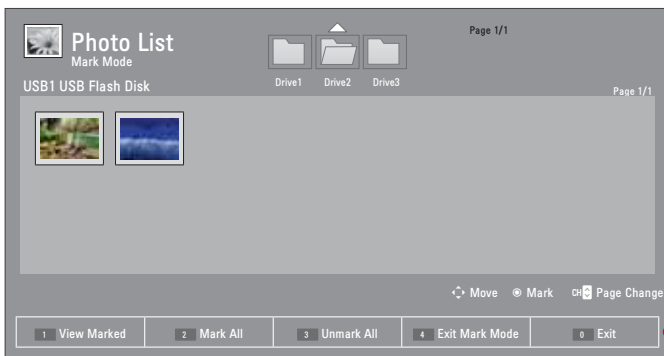 Photo List
Page 1/1
Mark Mode
USB1 USB Flash Disk
Drive1 Drive2 Drive3
Page 1/1
Move Mark CH Page Change
1 View Marked 2 Mark All 3 Unmark All 4 Exit Mark Mode 0 Exit